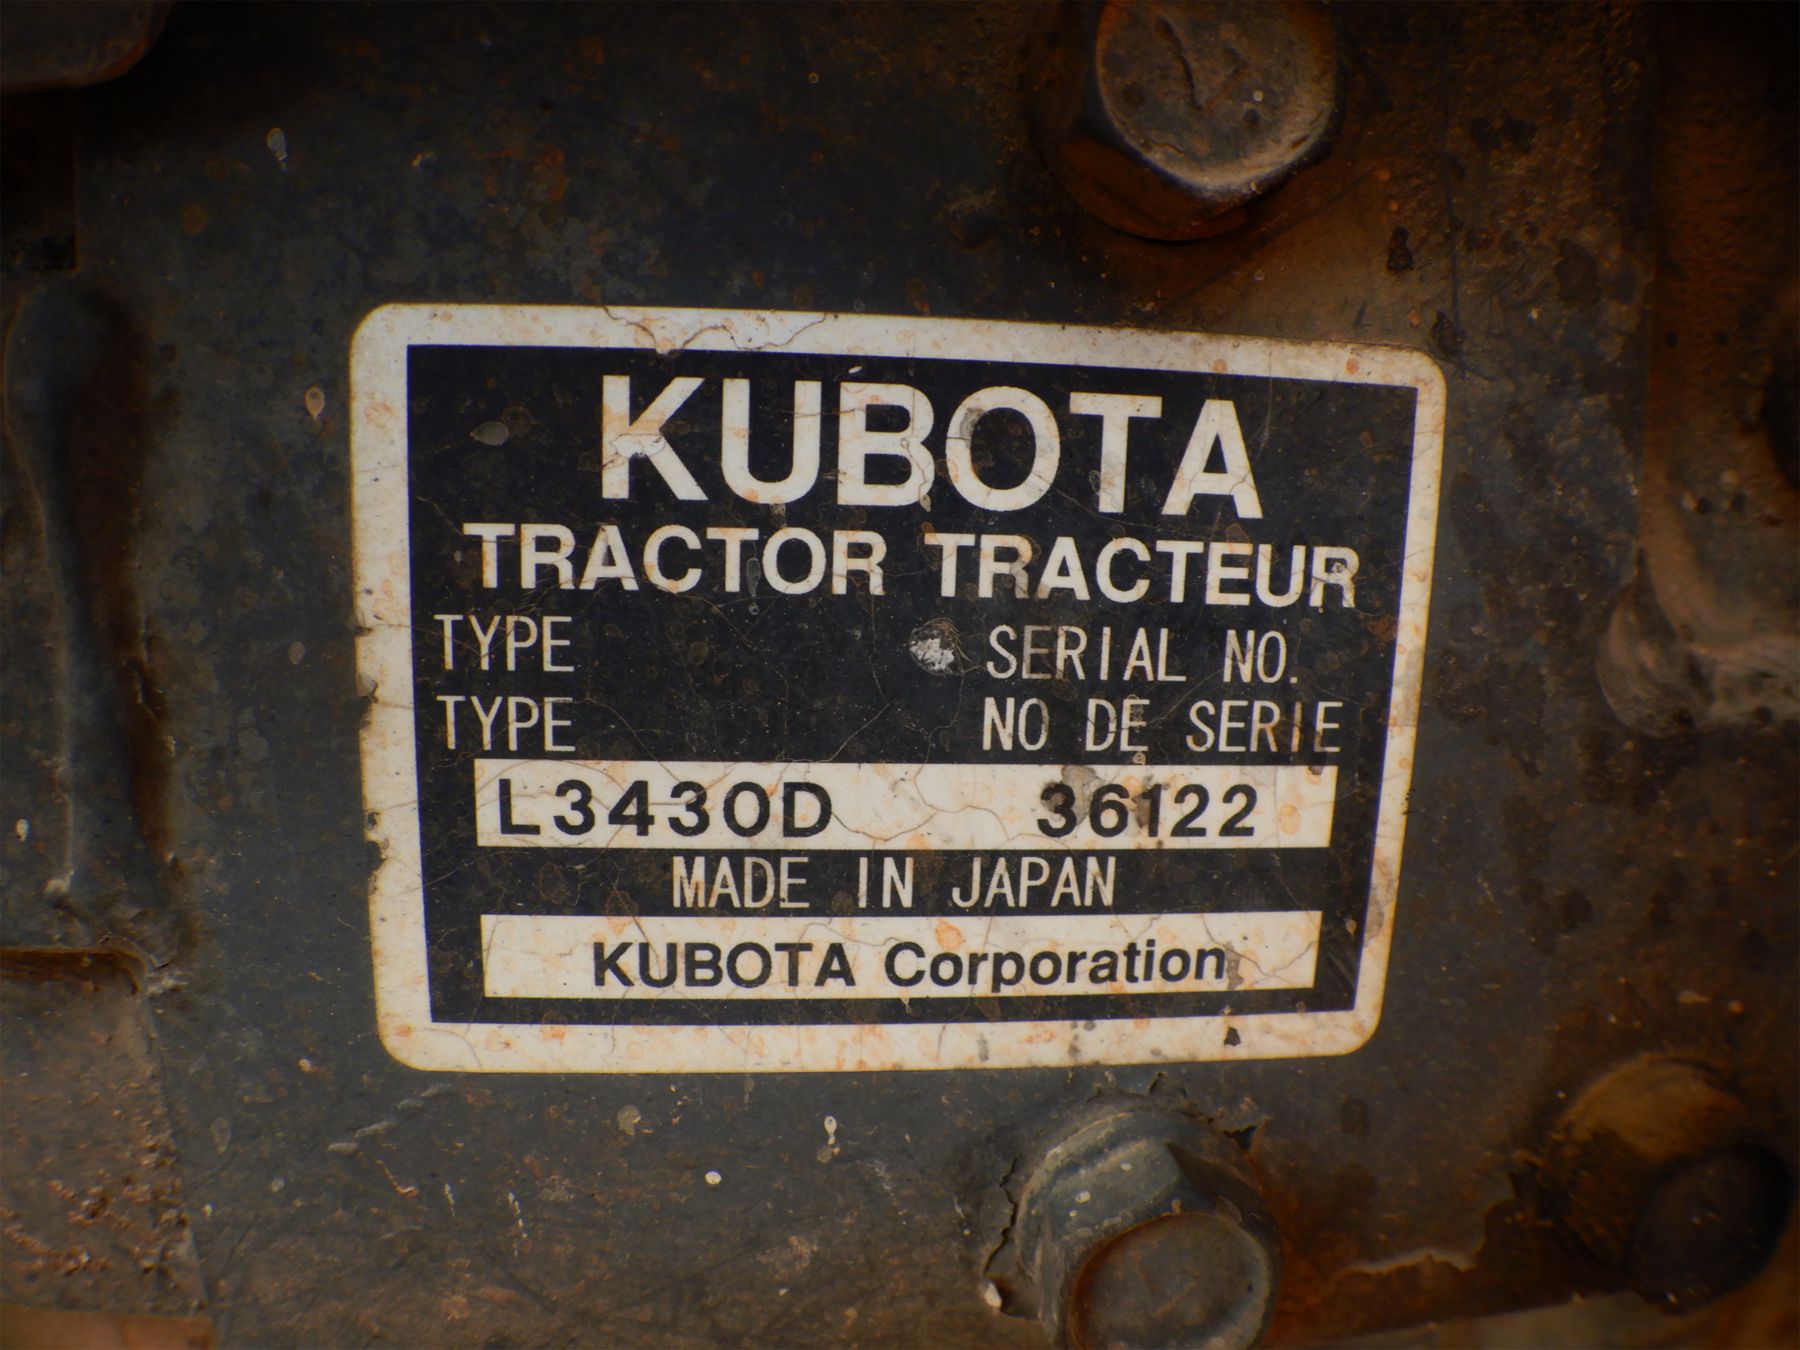 KUBOTA
TRACTOR TRACTEUR
TYPE SERIAL NO.
TYPE NO DE SERIE
L3430D 36122
MADE IN JAPAN
KUBOTA Corporation